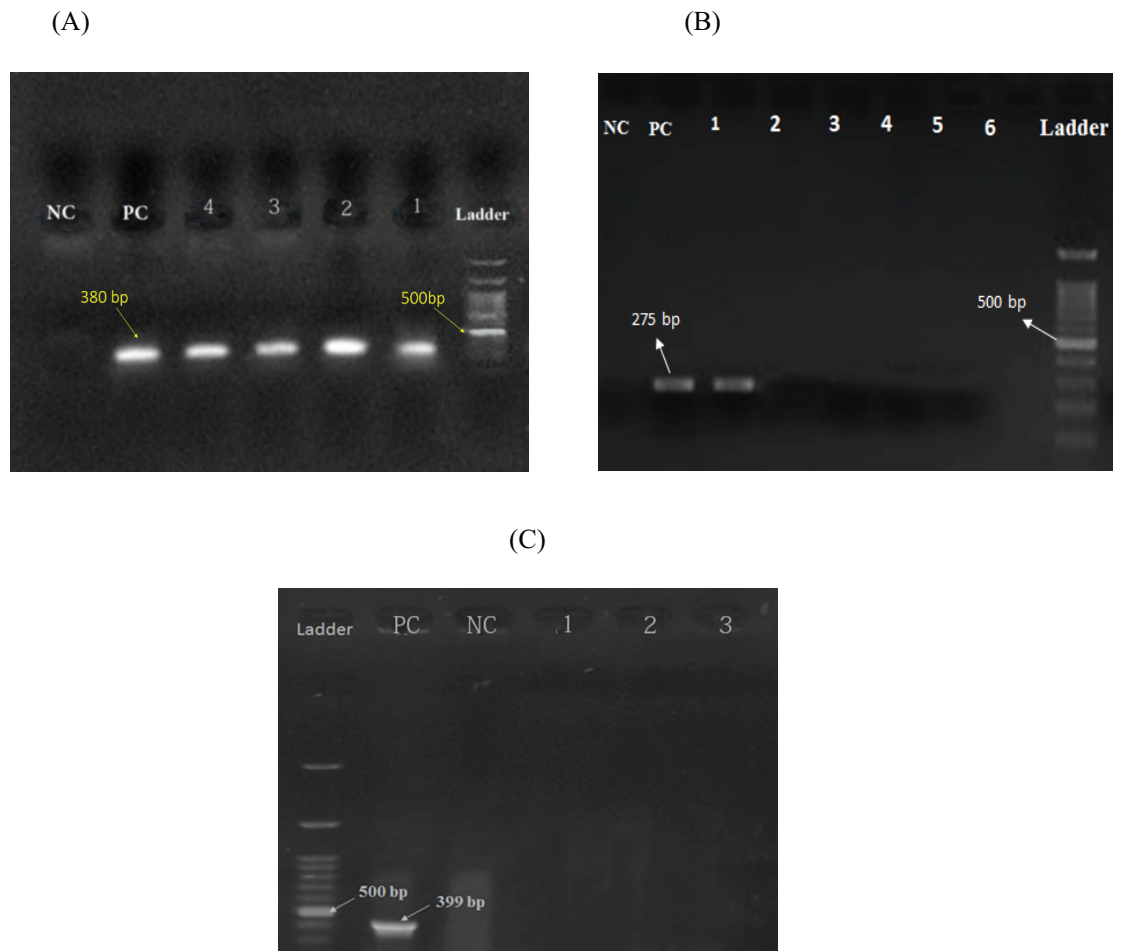 (A)
(B)
NC PC 4 3 2 1 Ladder
380 bp
500bp
NC PC 1 2 3 4 5 6 Ladder
275 bp
500 bp
(C)
Ladder PC NC 1 2 3
500 bp
399 bp